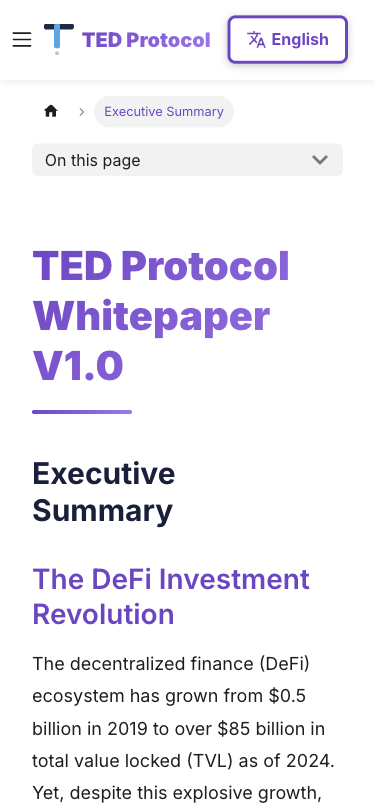 TED Protocol
English
Executive Summary
On this page
TED Protocol
Whitepaper
V1.0
Executive
Summary
The DeFi Investment
Revolution
The decentralized finance (DeFi)
ecosystem has grown from $0.5
billion in 2019 to over $85 billion in
total value locked (TVL) as of 2024.
Yet, despite this explosive growth,